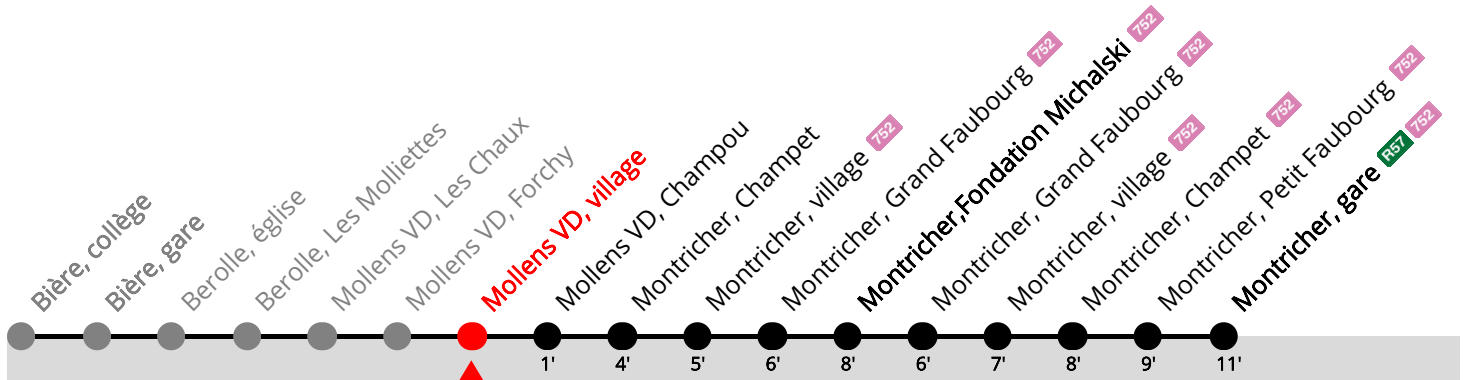 Bière, collège
Bière, gare
Berolle, église
Berolle, Les Molliettes
Mollens VD, Les Chaux
Mollens VD, Forchy
Mollens VD, village
Mollens VD, Champou
Montricher, Champet
Montricher, village 752
Montricher, Grand Faubourg 752
Montricher,Fondation Michalski 752
Montricher, Grand Faubourg 752
Montricher, village 752
Montricher, Champet 752
Montricher, Petit Faubourg 752
Montricher, gare R57 752
1' 4' 5' 6' 8' 6' 7' 8' 9' 11'